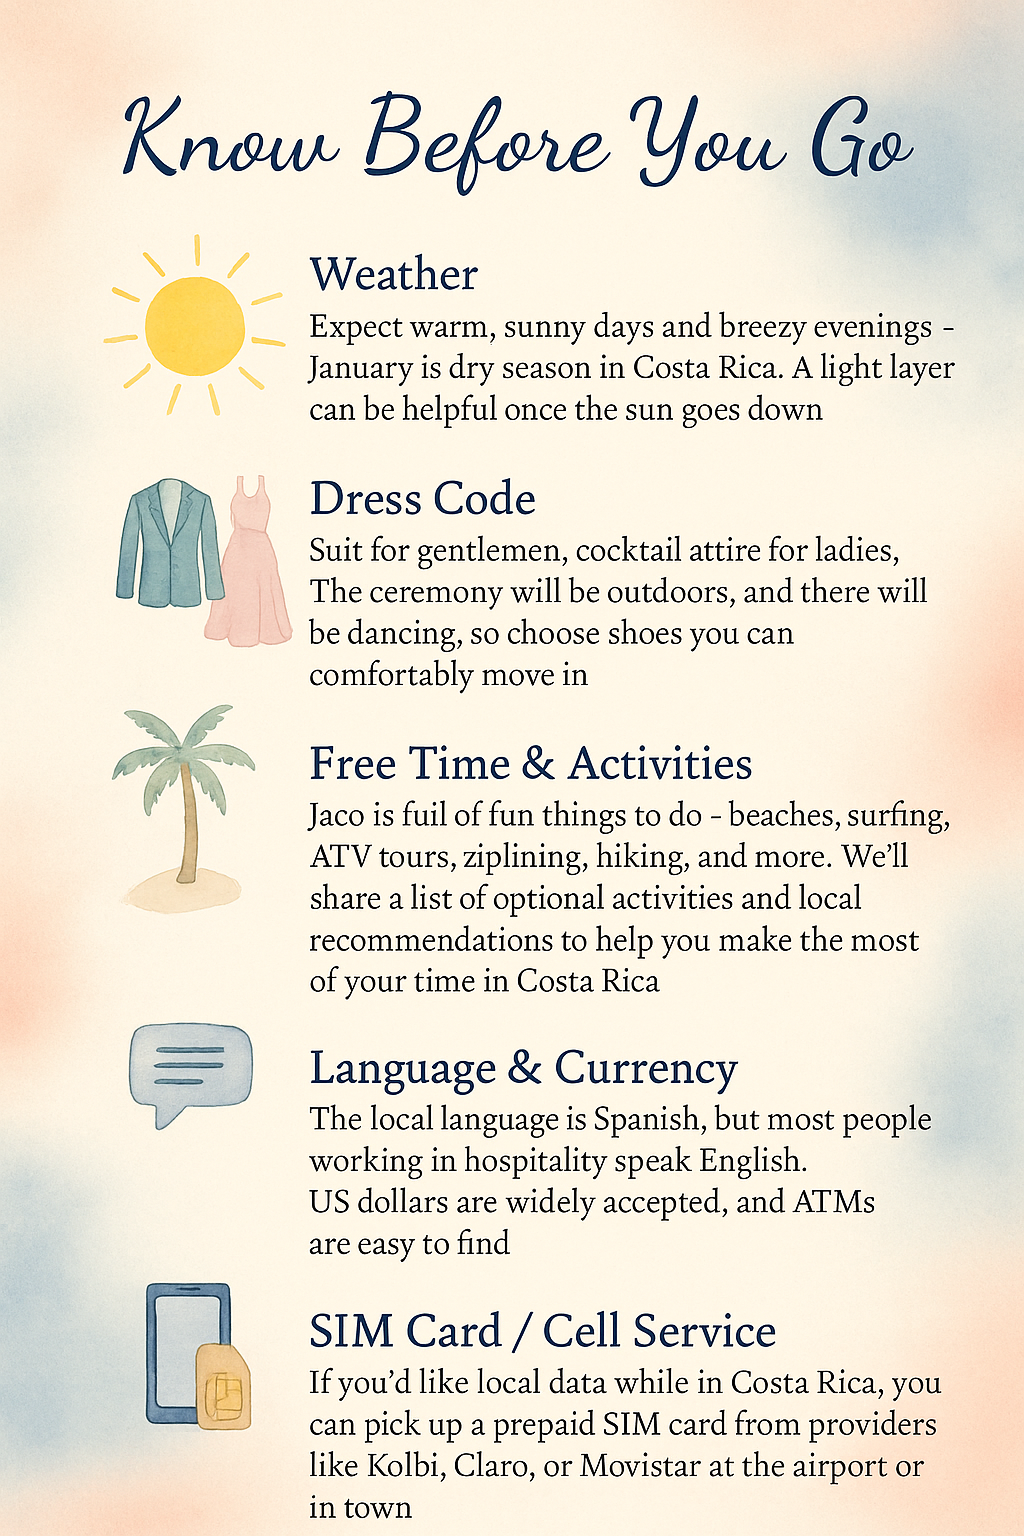 Know Before You Go
Weather
Expect warm, sunny days and breezy evenings -
January is dry season in Costa Rica. A light layer
can be helpful once the sun goes down
Dress Code
Suit for gentlemen, cocktail attire for ladies,
The ceremony will be outdoors, and there will
be dancing, so choose shoes you can
comfortably move in
Free Time & Activities
Jaco is fuil of fun things to do - beaches, surfing,
ATV tours, ziplining, hiking, and more. We'll
share a list of optional activities and local
recommendations to help you make the most
of your time in Costa Rica
Language & Currency
The local language is Spanish, but most people
working in hospitality speak English.
US dollars are widely accepted, and ATMs
are easy to find
SIM Card / Cell Service
If you'd like local data while in Costa Rica, you
can pick up a prepaid SIM card from providers
like Kolbi, Claro, or Movistar at the airport or
in town